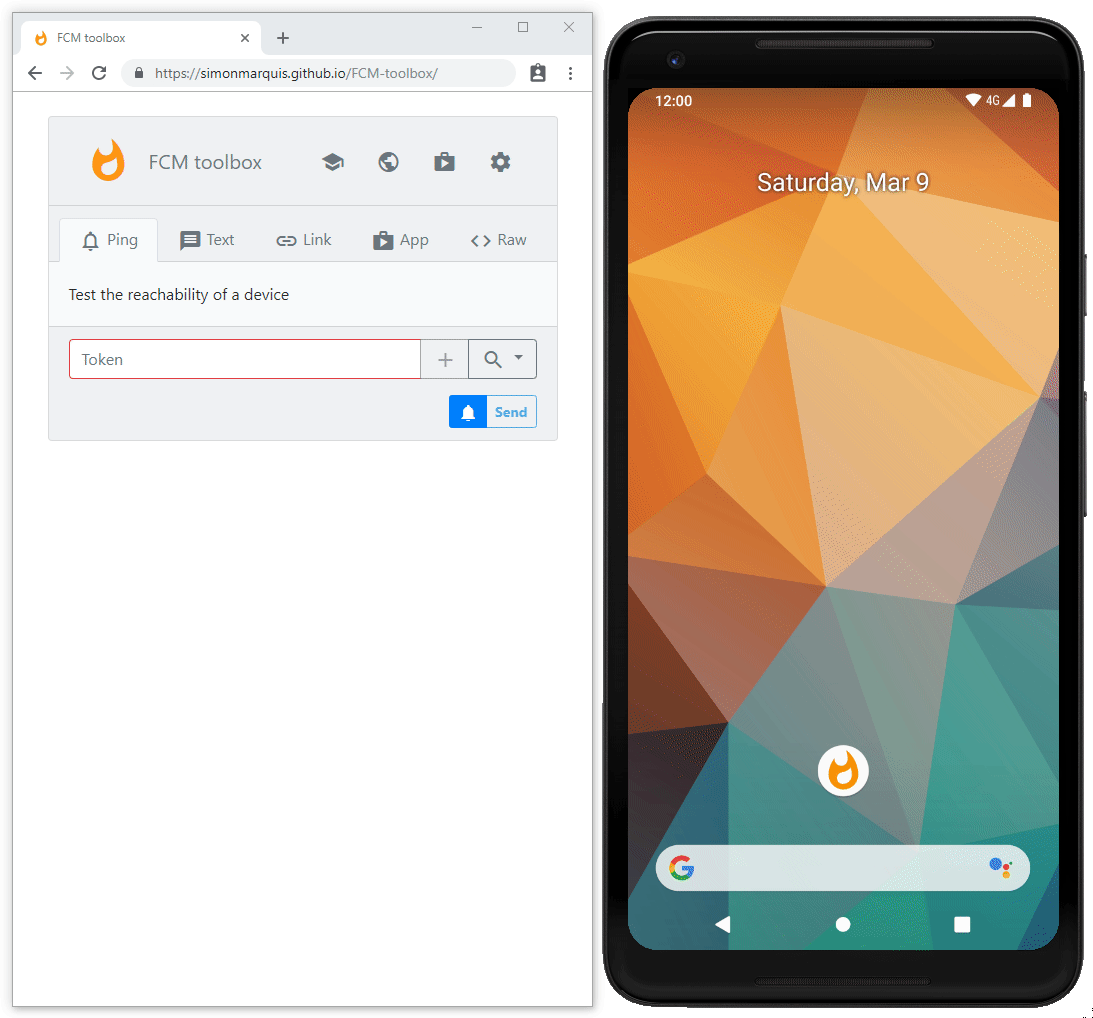 FCM toolbox
https://simonmarquis.github.io/FCM-toolbox/
FCM toolbox
Ping
Text
Link
App
Raw
Test the reachability of a device
Token
Send
12:00
4G
Saturday, Mar 9